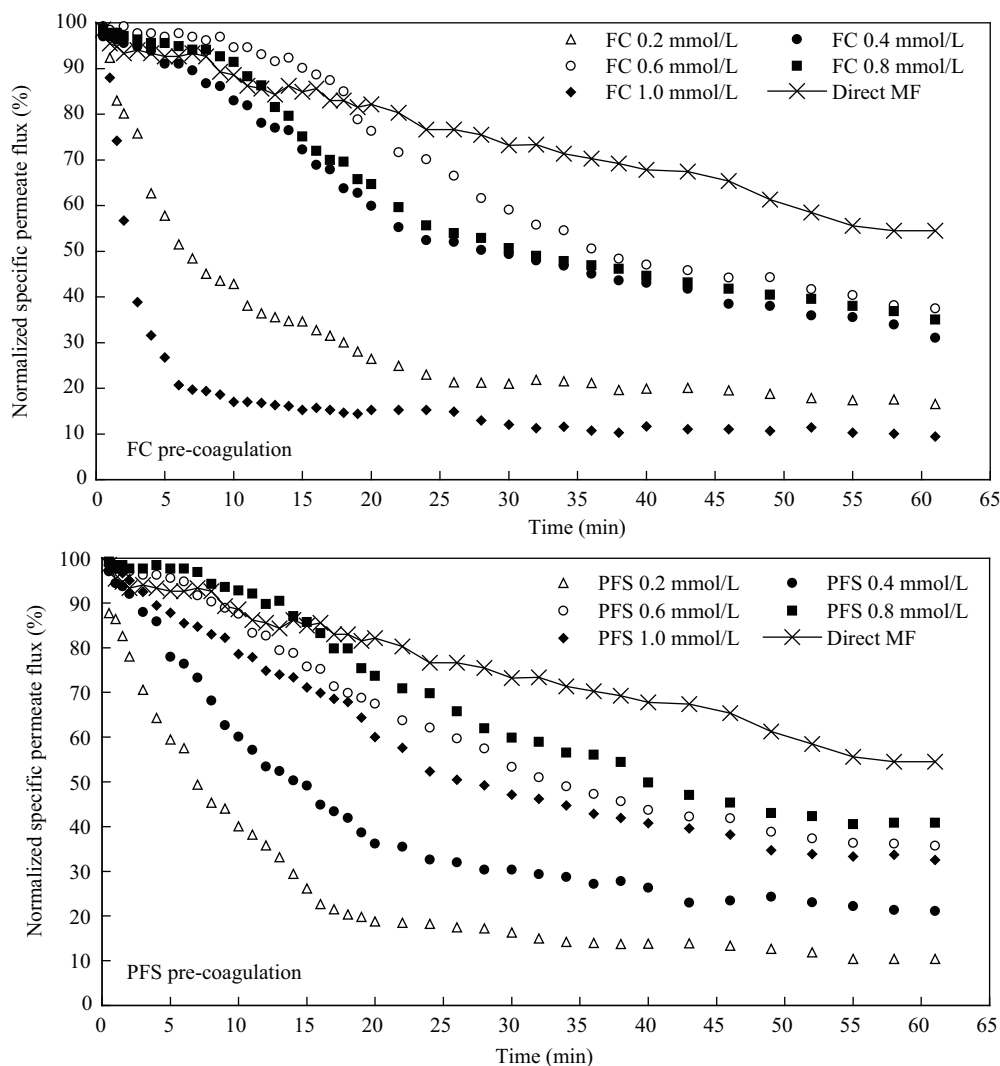 Normalized specific permeate flux (%)
100
90
80
70
60
50
40
30
20
10
0
FC 0.2 mmol/L
FC 0.4 mmol/L
FC 0.6 mmol/L
FC 0.8 mmol/L
FC 1.0 mmol/L
Direct MF
FC pre-coagulation
0 5 10 15 20 25 30 35 40 45 50 55 60 65
Time (min)
Normalized specific permeate flux (%)
100
90
80
70
60
50
40
30
20
10
0
PFS 0.2 mmol/L
PFS 0.4 mmol/L
PFS 0.6 mmol/L
PFS 0.8 mmol/L
PFS 1.0 mmol/L
Direct MF
PFS pre-coagulation
0 5 10 15 20 25 30 35 40 45 50 55 60 65
Time (min)